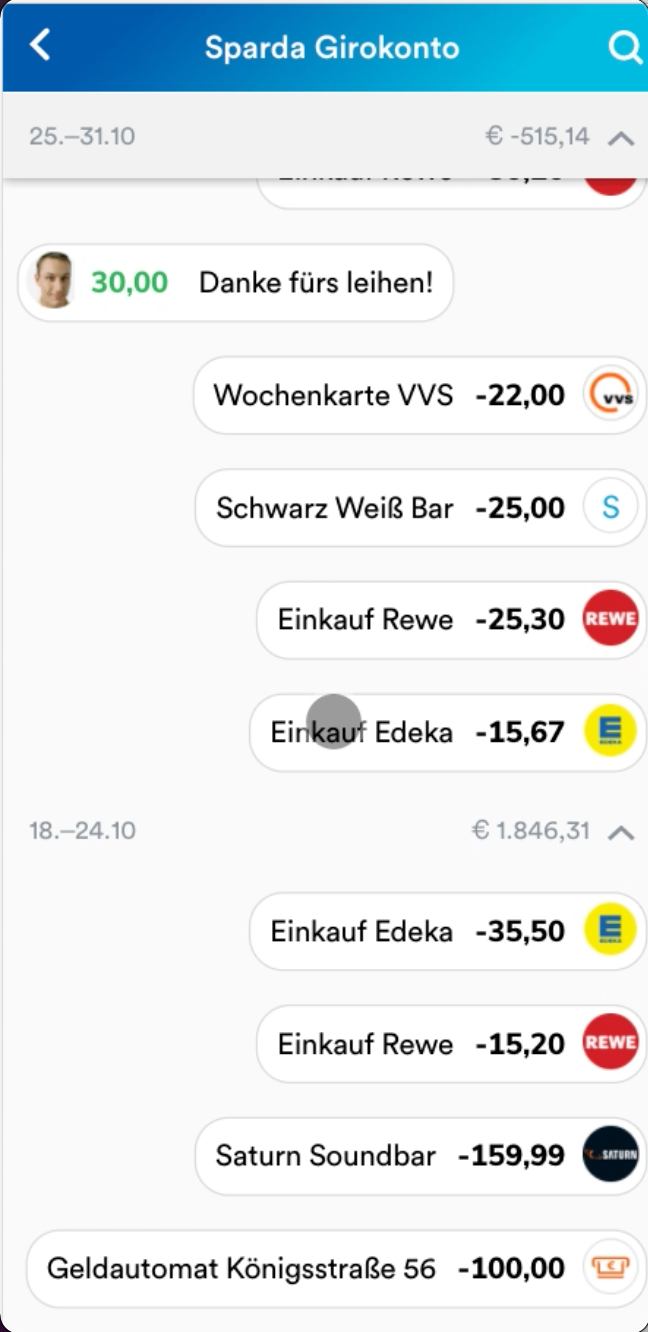 Sparda Girokonto
25.–31.10 € -515,14
30,00 Danke fürs leihen!
Wochenkarte VVS -22,00 vvs
Schwarz Weiß Bar -25,00 S
Einkauf Rewe -25,30 REWE
Einkauf Edeka -15,67 E EDEKA
18.–24.10 € 1.846,31
Einkauf Edeka -35,50 E EDEKA
Einkauf Rewe -15,20 REWE
Saturn Soundbar -159,99 SATURN
Geldautomat Königsstraße 56 -100,00 €